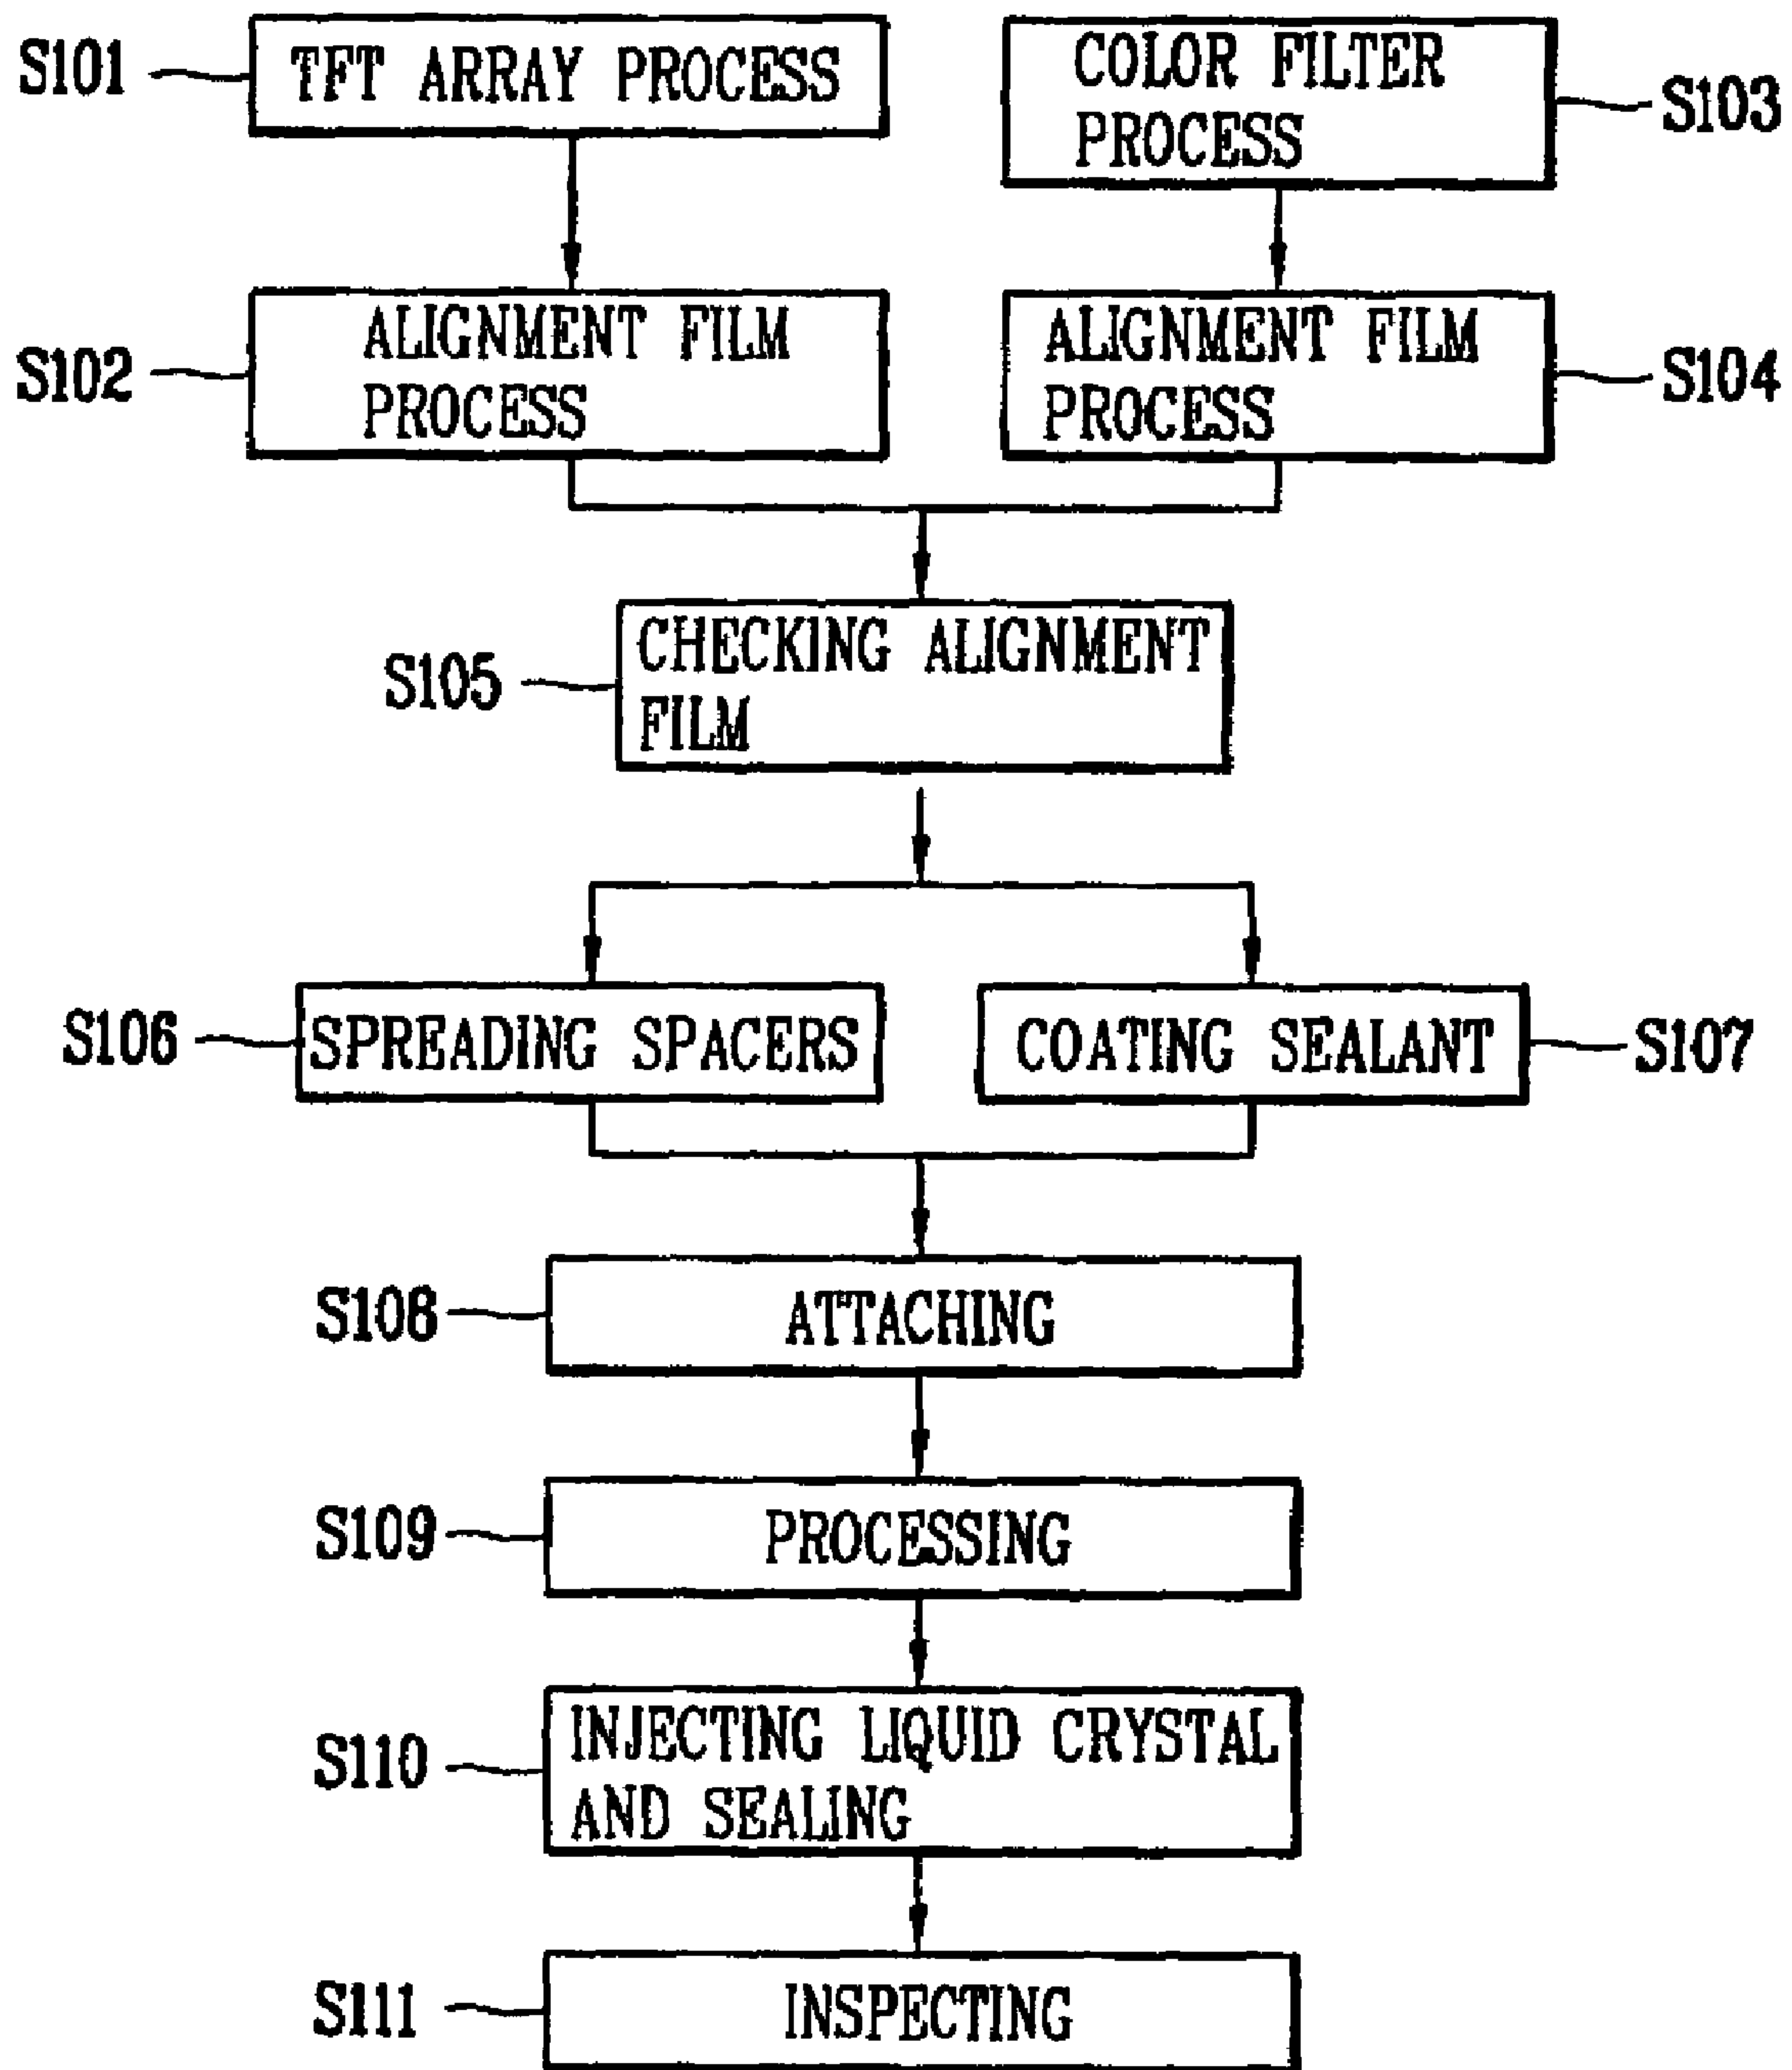 S101
TFT ARRAY PROCESS
COLOR FILTER
PROCESS
S103
S102
ALIGNMENT FILM
PROCESS
ALIGNMENT FILM
PROCESS
S104
S105
CHECKING ALIGNMENT
FILM
S106
SPREADING SPACERS
COATING SEALANT
S107
S108
ATTACHING
S109
PROCESSING
S110
INJECTING LIQUID CRYSTAL
AND SEALING
S111
INSPECTING